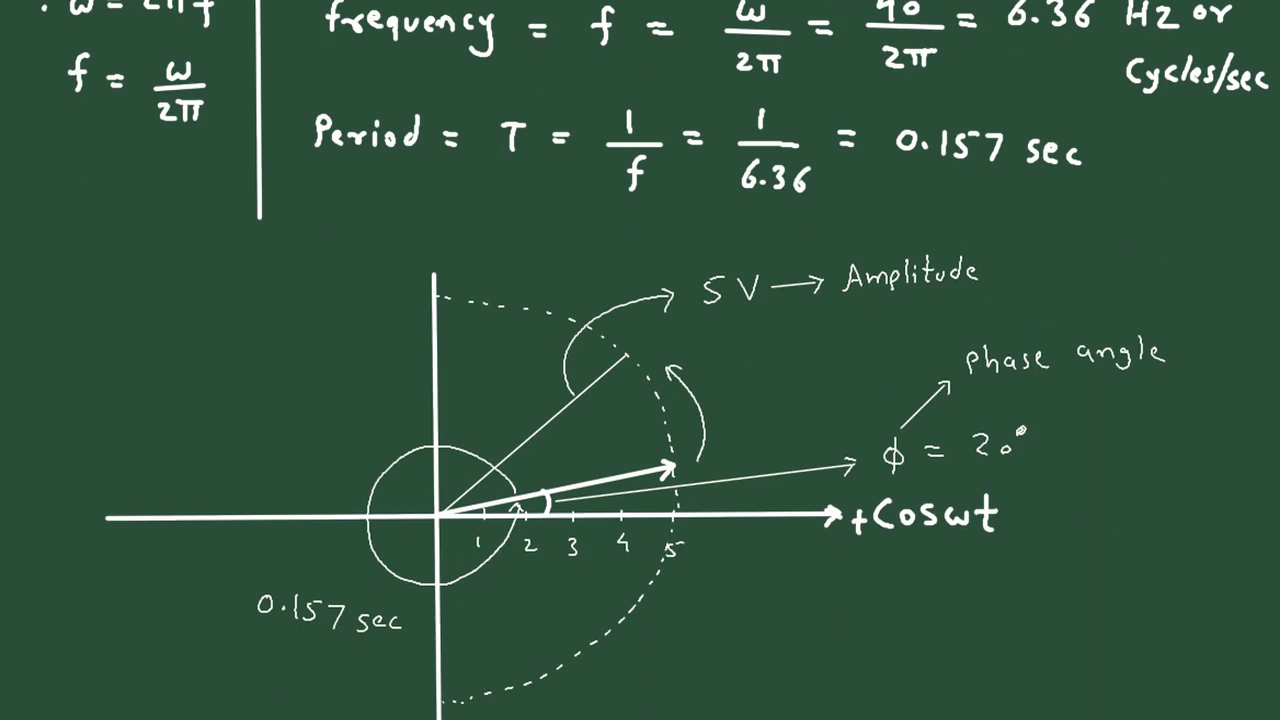 ω = 2πf
frequency = f = ω/2π = 40/2π = 6.36 Hz or
Cycles/sec
f = ω/2π
Period = T = 1/f = 1/6.36 = 0.157 sec
5 V → Amplitude
phase angle
ϕ = 20°
+Cosωt
1 2 3 4 5
0.157 sec